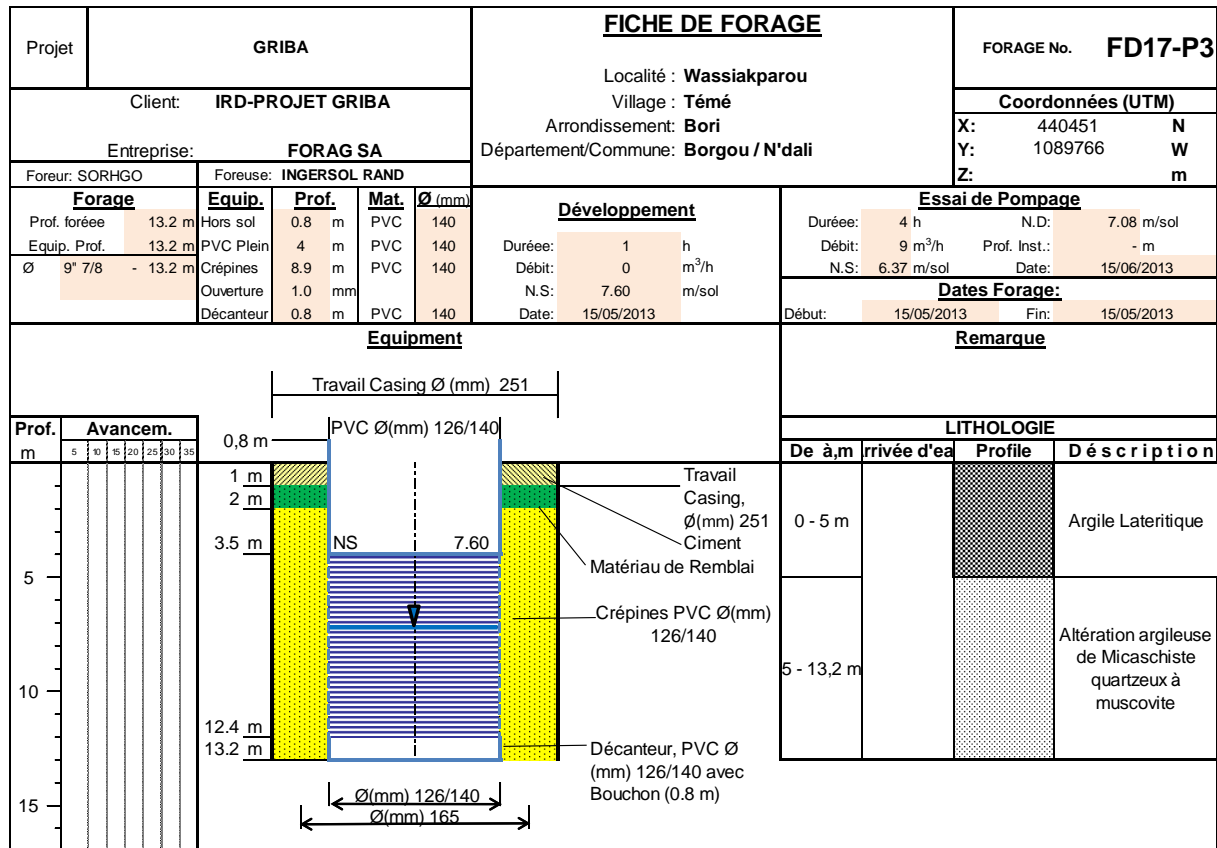 Projet GRIBA
FICHE DE FORAGE
FORAGE No. FD17-P3
Localité : Wassiakparou
Client: IRD-PROJET GRIBA
Village : Témé
Coordonnées (UTM)
Arrondissement: Bori
X: 440451 N
Entreprise: FORAG SA
Département/Commune: Borgou / N'dali
Y: 1089766 W
Foreur: SORHGO
Foreuse: INGERSOL RAND
Z: m
Forage
Prof. foréee 13.2 m
Equip. Prof. 13.2 m
Ø 9" 7/8 - 13.2 m
Equip. Prof. Mat. Ø (mm)
Hors sol 0.8 m PVC 140
PVC Plein 4 m PVC 140
Crépines 8.9 m PVC 140
Ouverture 1.0 mm
Décanteur 0.8 m PVC 140
Développement
Duréee: 1 h
Débit: 0 m³/h
N.S: 7.60 m/sol
Date: 15/05/2013
Essai de Pompage
Duréee: 4 h N.D: 7.08 m/sol
Débit: 9 m³/h Prof. Inst.: - m
N.S: 6.37 m/sol Date: 15/06/2013
Dates Forage:
Début: 15/05/2013 Fin: 15/05/2013
Equipment
Remarque
Travail Casing Ø (mm) 251
Prof. m
Avancem.
5 10 15 20 25 30 35
0,8 m
PVC Ø(mm) 126/140
1 m
2 m
3.5 m
NS 7.60
5
10
12.4 m
13.2 m
15
Travail
Casing,
Ø(mm) 251
Ciment
Matériau de Remblai
Crépines PVC Ø(mm)
126/140
Décanteur, PVC Ø
(mm) 126/140 avec
Bouchon (0.8 m)
Ø(mm) 126/140
Ø(mm) 165
LITHOLOGIE
De à,m rrivée d'ea Profile Déscription
0 - 5 m
Argile Lateritique
5 - 13,2 m
Altération argileuse
de Micaschiste
quartzeux à
muscovite